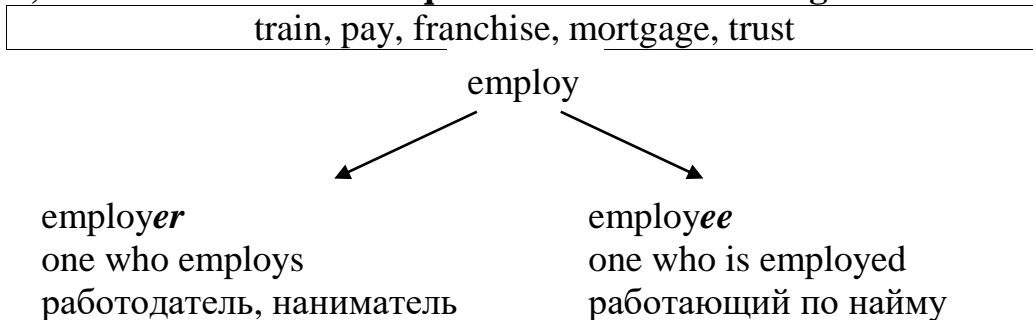 train, pay, franchise, mortgage, trust
employ
employer
one who employs
работодатель, наниматель
employee
one who is employed
работающий по найму